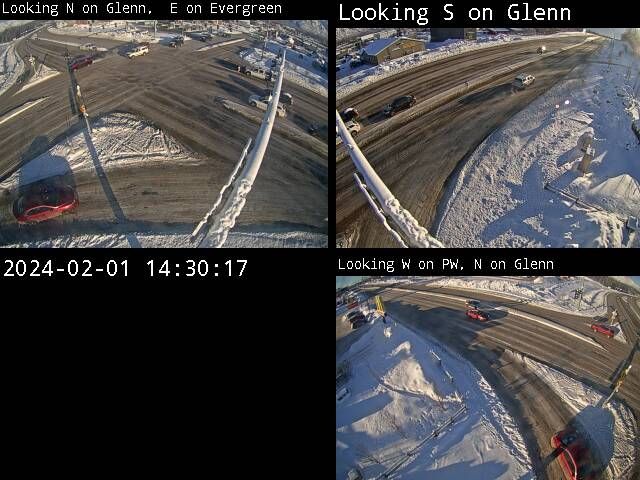 Looking N on Glenn,  E on Evergreen
Looking S on Glenn
2024-02-01 14:30:17
Looking W on PW, N on Glenn